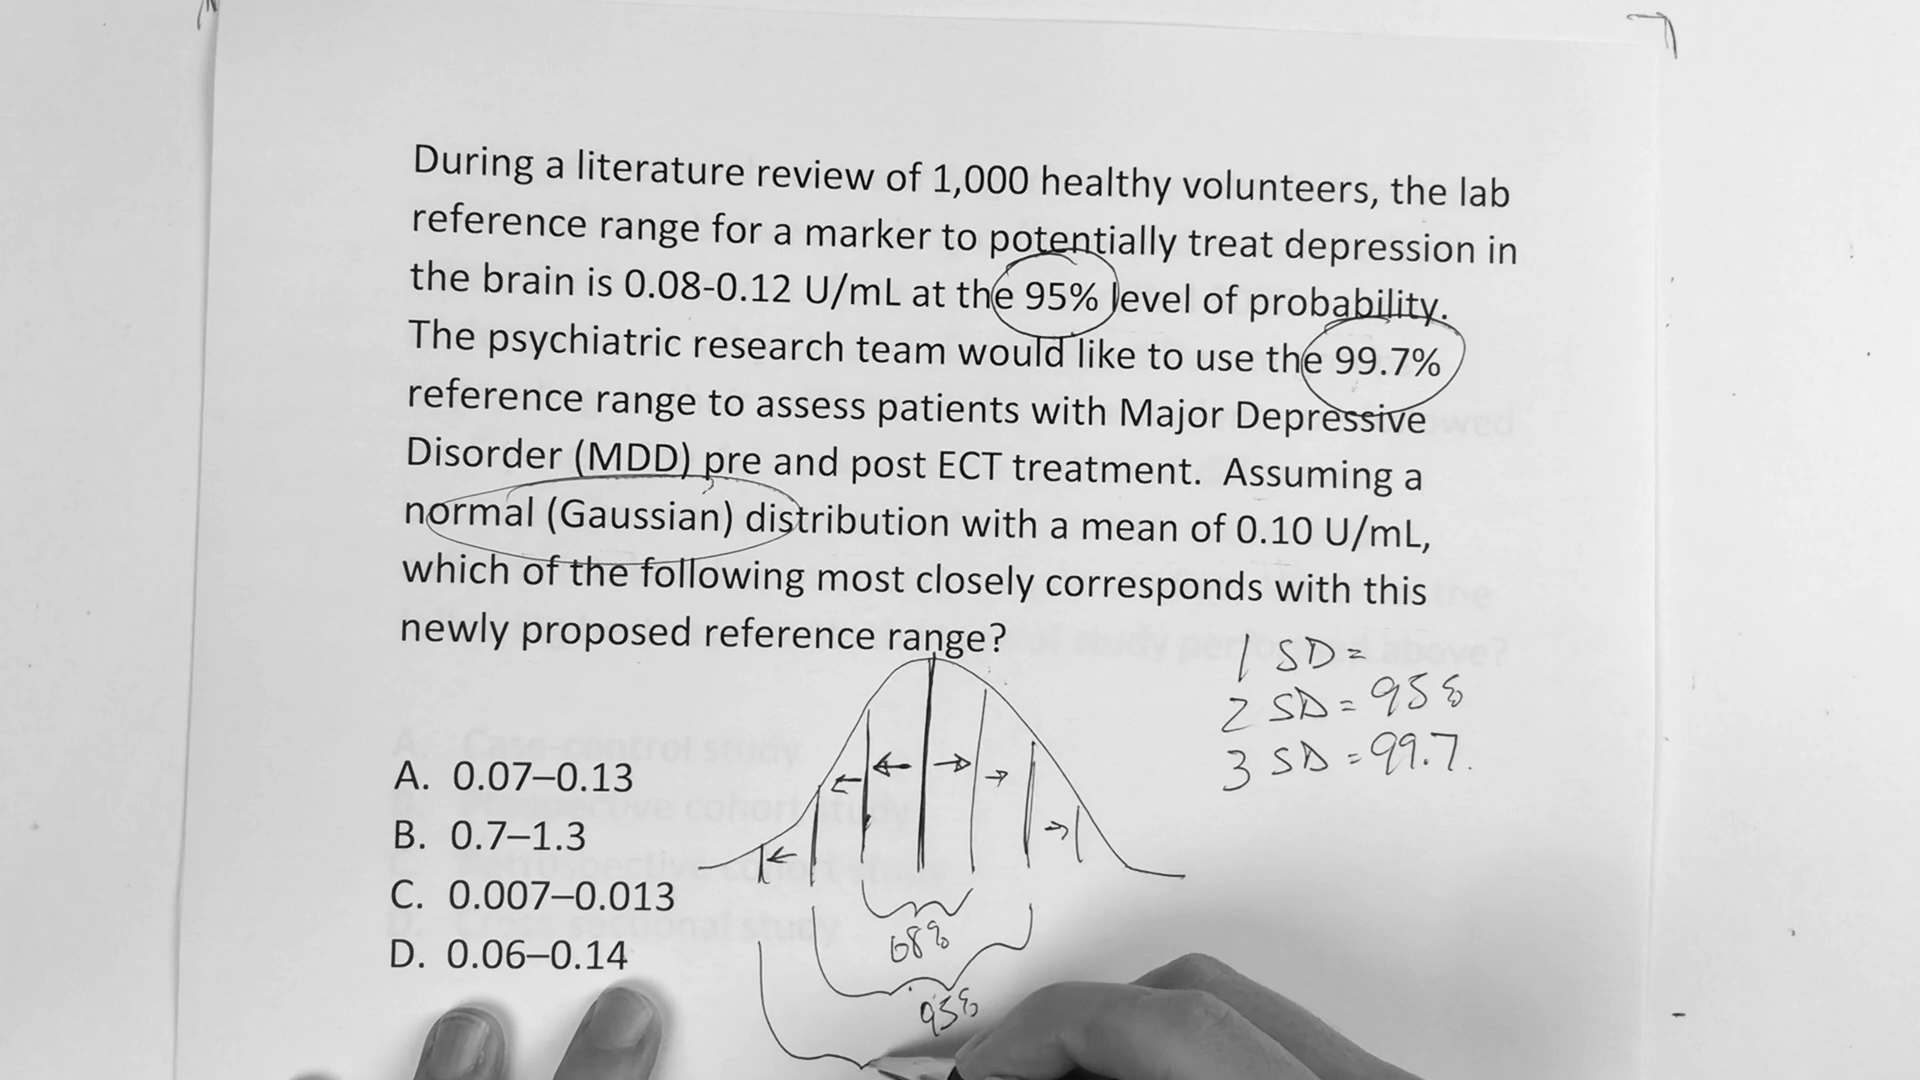 During a literature review of 1,000 healthy volunteers, the lab
reference range for a marker to potentially treat depression in
the brain is 0.08-0.12 U/mL at the 95% level of probability.
The psychiatric research team would like to use the 99.7%
reference range to assess patients with Major Depressive
Disorder (MDD) pre and post ECT treatment. Assuming a
normal (Gaussian) distribution with a mean of 0.10 U/mL,
which of the following most closely corresponds with this
newly proposed reference range?
1 SD =
2 SD = 95%
3 SD = 99.7.
A. 0.07–0.13
B. 0.7–1.3
C. 0.007–0.013
D. 0.06–0.14
68%
95%